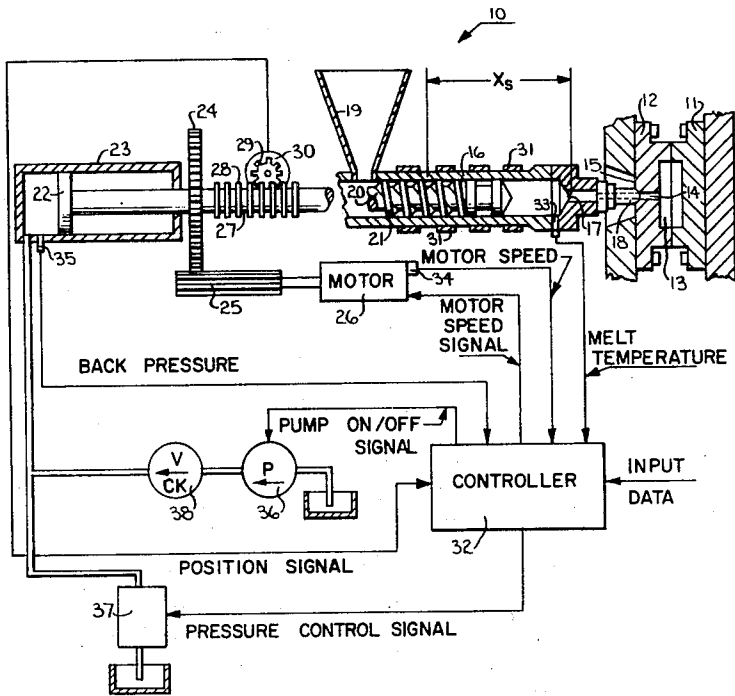 10
24
23
22
28
29
30
27
19
X_S
12
11
16
31
15
20
33
14
17
18
13
21
31
35
25
MOTOR
26
34
MOTOR SPEED
MOTOR
SPEED
SIGNAL
MELT
TEMPERATURE
BACK PRESSURE
PUMP ON/OFF
SIGNAL
V
CK
38
P
36
CONTROLLER
32
INPUT
DATA
POSITION SIGNAL
37
PRESSURE CONTROL SIGNAL